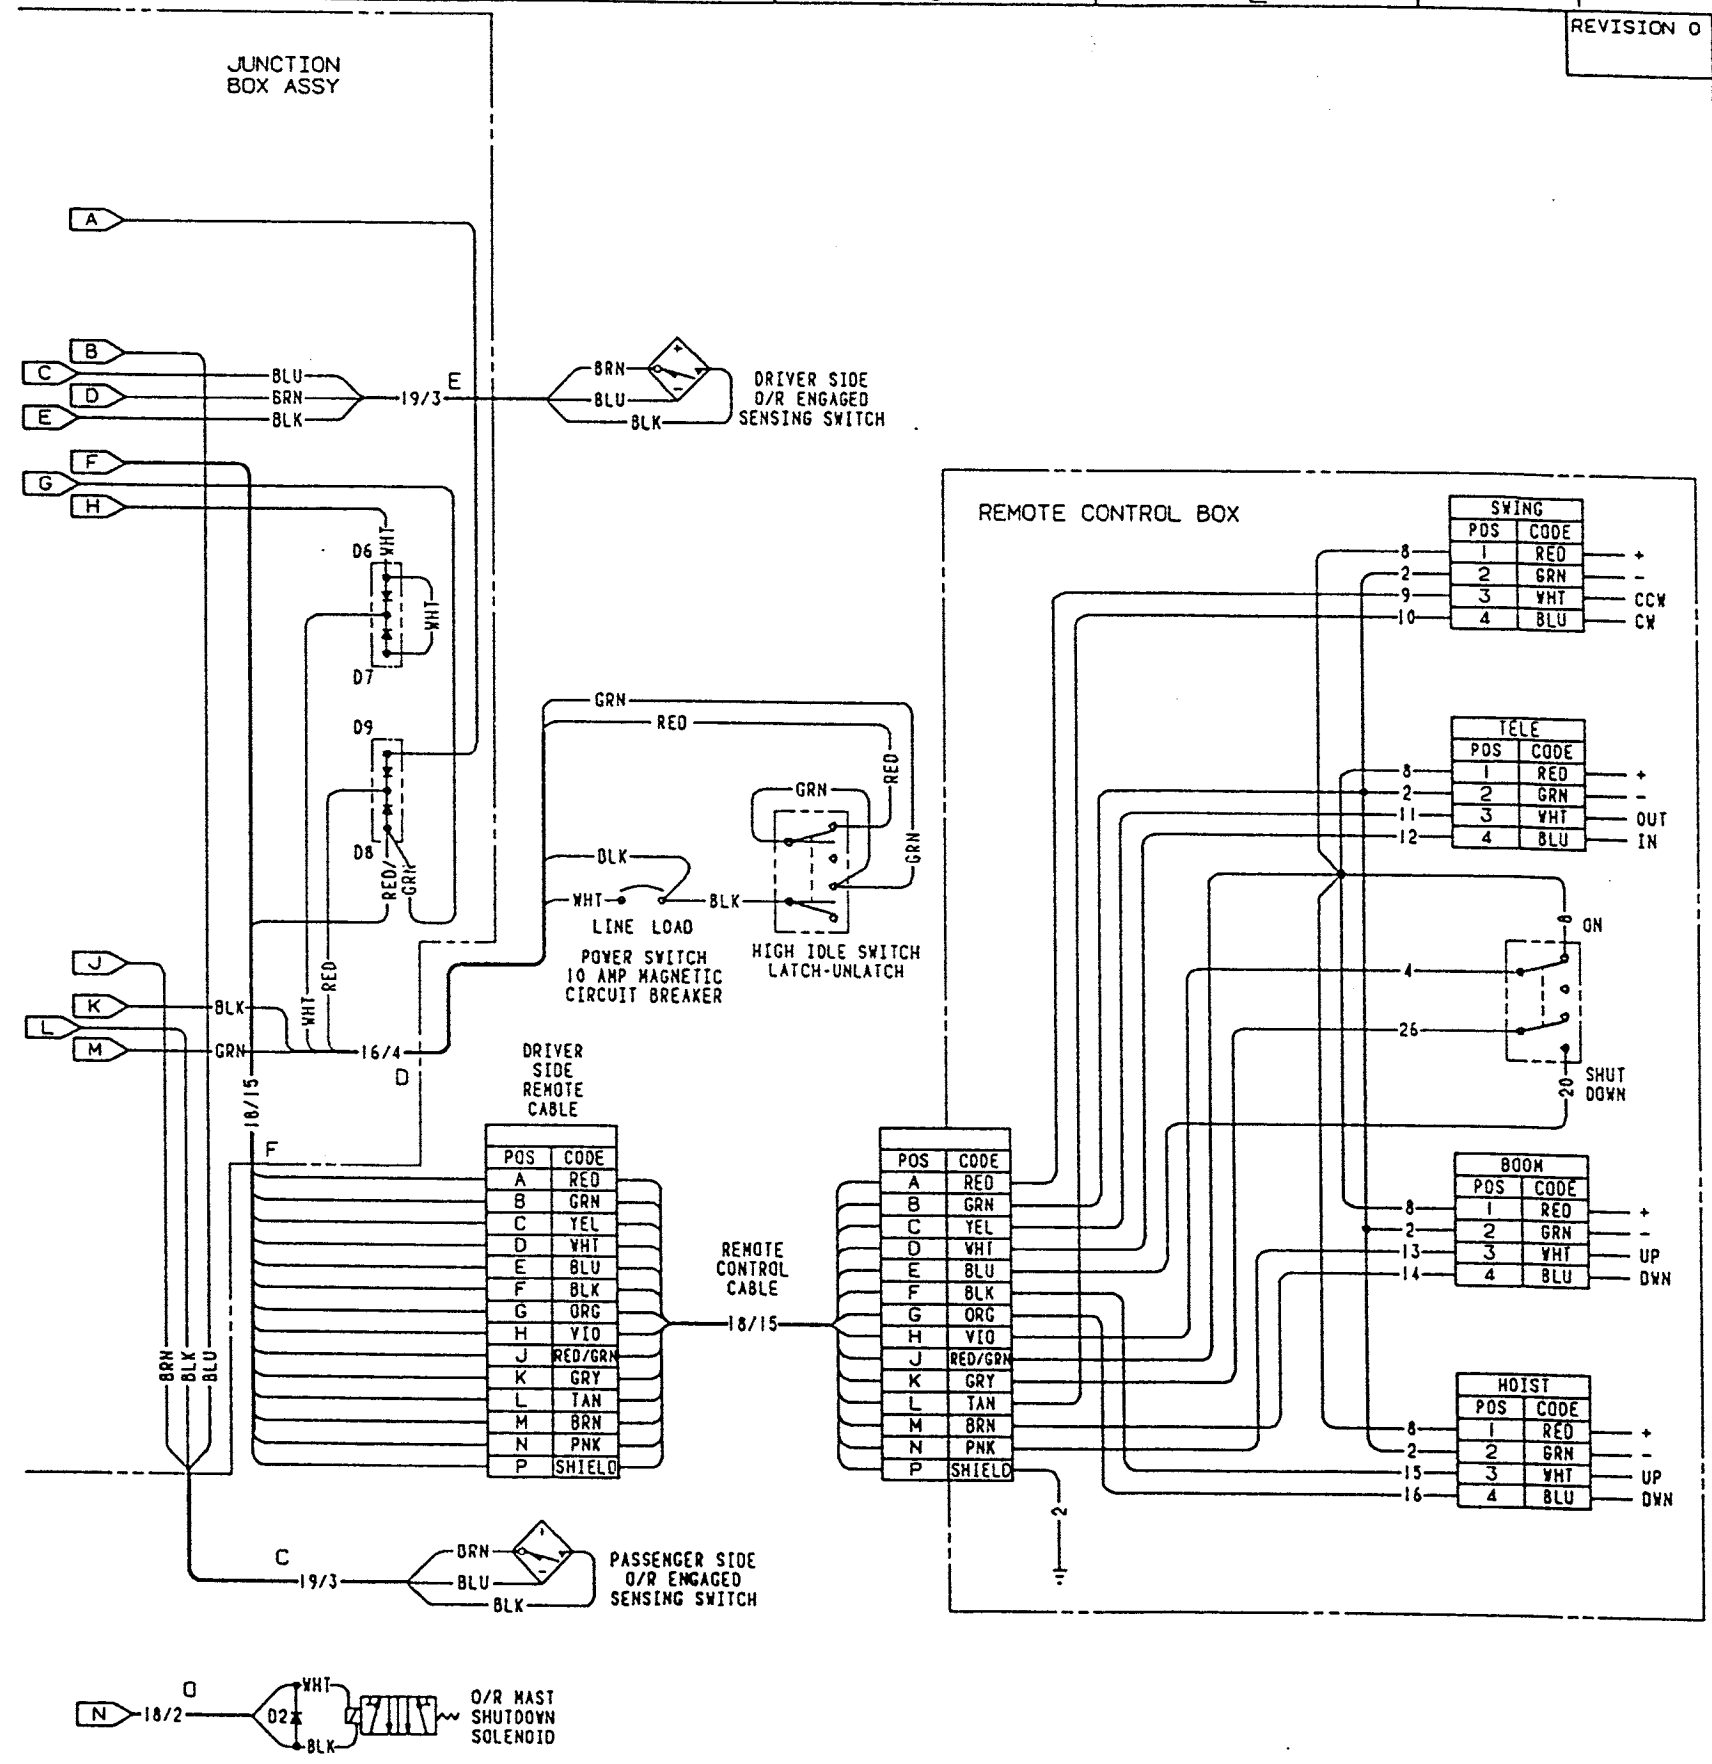 REVISION 0
JUNCTION
BOX ASSY
A
B
C
BLU
D
BRN
E
BLK
19/3
E
BRN
BLU
BLK
DRIVER SIDE
O/R ENGAGED
SENSING SWITCH
F
G
H
WHT
D6
WHT
D7
D9
D8
RED/
GRN
WHT
RED
J
K
BLK
L
M
GRN
16/4
D
18/15
F
GRN
RED
RED
GRN
GRN
BLK
WHT
BLK
LINE LOAD
POWER SWITCH
10 AMP MAGNETIC
CIRCUIT BREAKER
HIGH IDLE SWITCH
LATCH-UNLATCH
DRIVER
SIDE
REMOTE
CABLE
POS CODE
A RED
B GRN
C YEL
D WHT
E BLU
F BLK
G ORG
H VIO
J RED/GRN
K GRY
L TAN
M BRN
N PNK
P SHIELD
REMOTE
CONTROL
CABLE
18/15
POS CODE
A RED
B GRN
C YEL
D WHT
E BLU
F BLK
G ORG
H VIO
J RED/GRN
K GRY
L TAN
M BRN
N PNK
P SHIELD
2
REMOTE CONTROL BOX
SWING
POS CODE
8 1 RED +
2 2 GRN -
9 3 WHT CCW
10 4 BLU CW
TELE
POS CODE
8 1 RED +
2 2 GRN -
11 3 WHT OUT
12 4 BLU IN
8
ON
4
26
20
SHUT
DOWN
BOOM
POS CODE
8 1 RED +
2 2 GRN -
13 3 WHT UP
14 4 BLU DWN
HOIST
POS CODE
8 1 RED +
2 2 GRN -
15 3 WHT UP
16 4 BLU DWN
BRN
BLK
BLU
C
19/3
BRN
BLU
BLK
PASSENGER SIDE
O/R ENGAGED
SENSING SWITCH
N
18/2
O
D2
WHT
BLK
O/R MAST
SHUTDOWN
SOLENOID